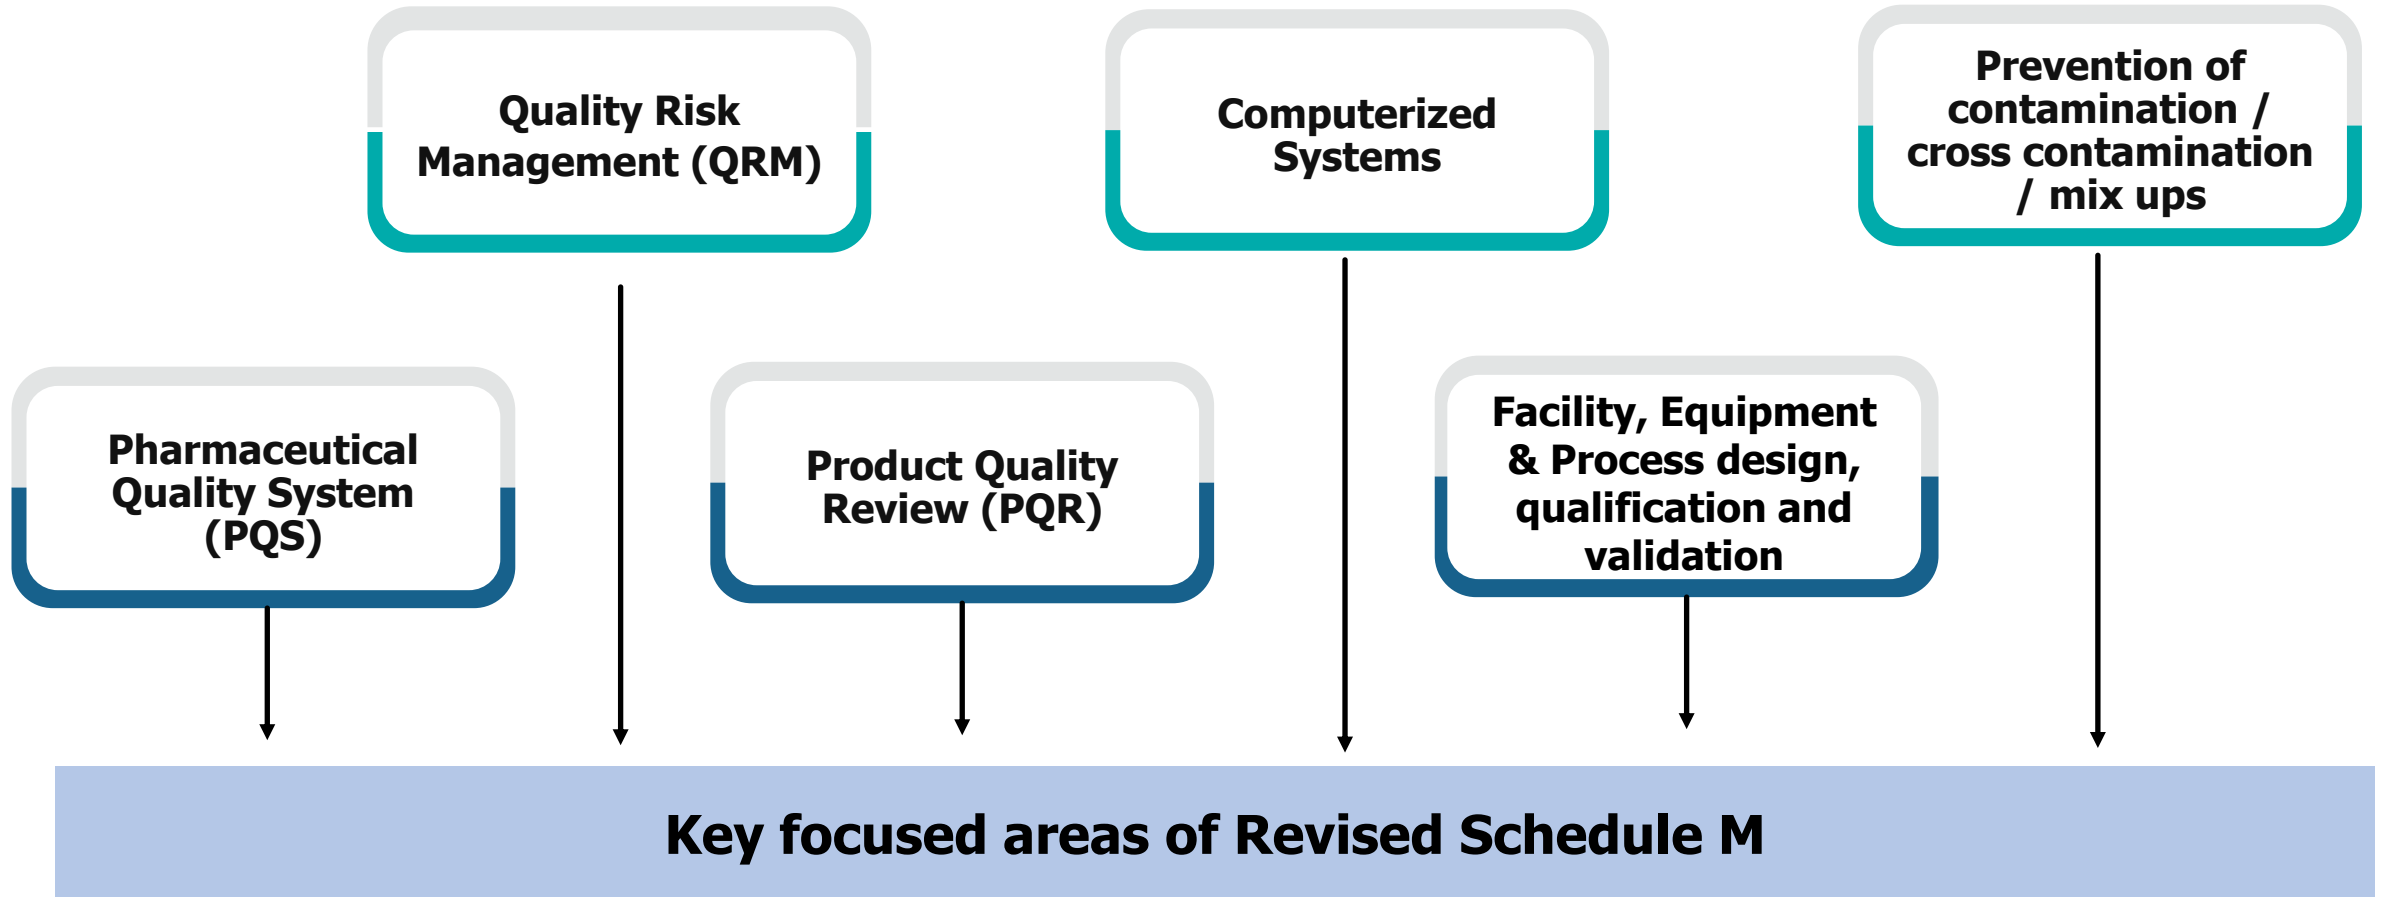 Quality Risk
Management (QRM)
Computerized
Systems
Prevention of
contamination /
cross contamination
/ mix ups
Pharmaceutical
Quality System
(PQS)
Product Quality
Review (PQR)
Facility, Equipment
& Process design,
qualification and
validation
Key focused areas of Revised Schedule M